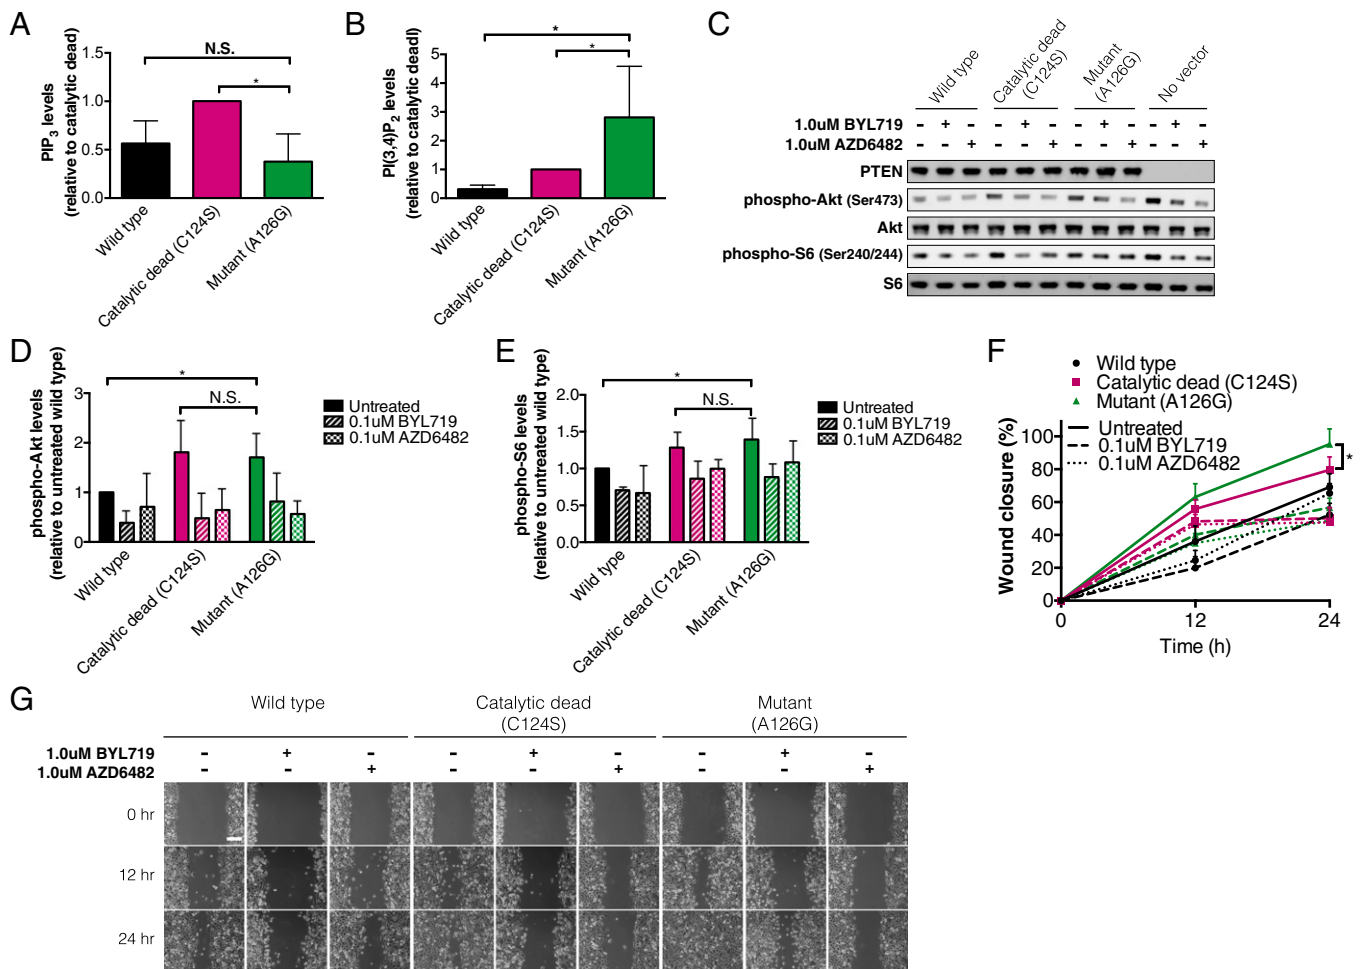 A
PIP3 levels
(relative to catalytic dead)
1.5
1.0
0.5
0.0
N.S.
*
Wild type
Catalytic dead (C124S)
Mutant (A126G)
B
PI(3,4)P2 levels
(relative to catalytic deadl)
5
4
3
2
1
0
*
*
Wild type
Catalytic dead (C124S)
Mutant (A126G)
C
Wild type
Catalytic dead
(C124S)
Mutant
(A126G)
No vector
1.0uM BYL719 - + - - + - - + - - + -
1.0uM AZD6482 - - + - - + - - + - - +
PTEN
phospho-Akt (Ser473)
Akt
phospho-S6 (Ser240/244)
S6
D
phospho-Akt levels
(relative to untreated wild type)
3
2
1
0
*
N.S.
Wild type
Catalytic dead (C124S)
Mutant (A126G)
Untreated
0.1uM BYL719
0.1uM AZD6482
E
phospho-S6 levels
(relative to untreated wild type)
2.0
1.5
1.0
0.5
0.0
*
N.S.
Wild type
Catalytic dead (C124S)
Mutant (A126G)
Untreated
0.1uM BYL719
0.1uM AZD6482
F
Wild type
Catalytic dead (C124S)
Mutant (A126G)
Untreated
0.1uM BYL719
0.1uM AZD6482
Wound closure (%)
100
80
60
40
20
0
*
0 12 24
Time (h)
G
Wild type
Catalytic dead
(C124S)
Mutant
(A126G)
1.0uM BYL719 - + - - + - - + -
1.0uM AZD6482 - - + - - + - - +
0 hr
12 hr
24 hr